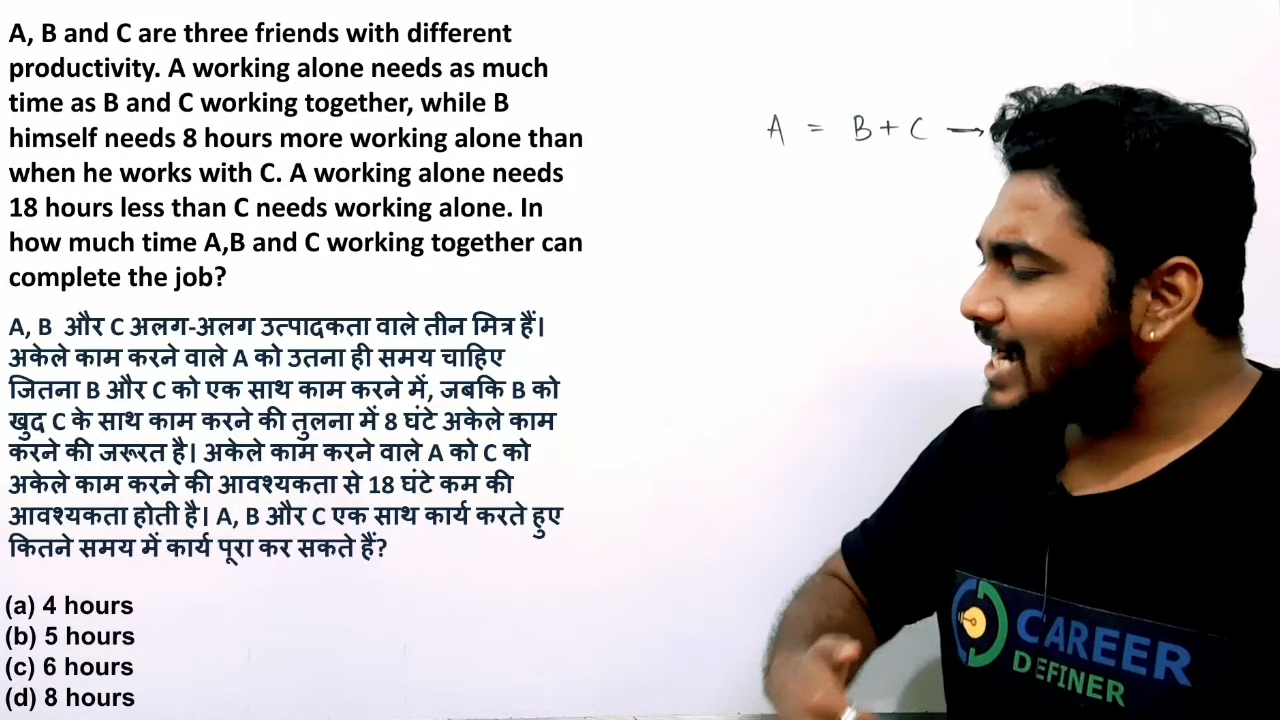 A, B and C are three friends with different
productivity. A working alone needs as much
time as B and C working together, while B
himself needs 8 hours more working alone than
when he works with C. A working alone needs
18 hours less than C needs working alone. In
how much time A,B and C working together can
complete the job?
A, B और C अलग-अलग उत्पादकता वाले तीन मित्र हैं।
अकेले काम करने वाले A को उतना ही समय चाहिए
जितना B और C को एक साथ काम करने में, जबकि B को
खुद C के साथ काम करने की तुलना में 8 घंटे अकेले काम
करने की जरूरत है। अकेले काम करने वाले A को C को
अकेले काम करने की आवश्यकता से 18 घंटे कम की
आवश्यकता होती है। A, B और C एक साथ कार्य करते हुए
कितने समय में कार्य पूरा कर सकते हैं?
(a) 4 hours
(b) 5 hours
(c) 6 hours
(d) 8 hours
A = B + C →
CAREER
DEFINER